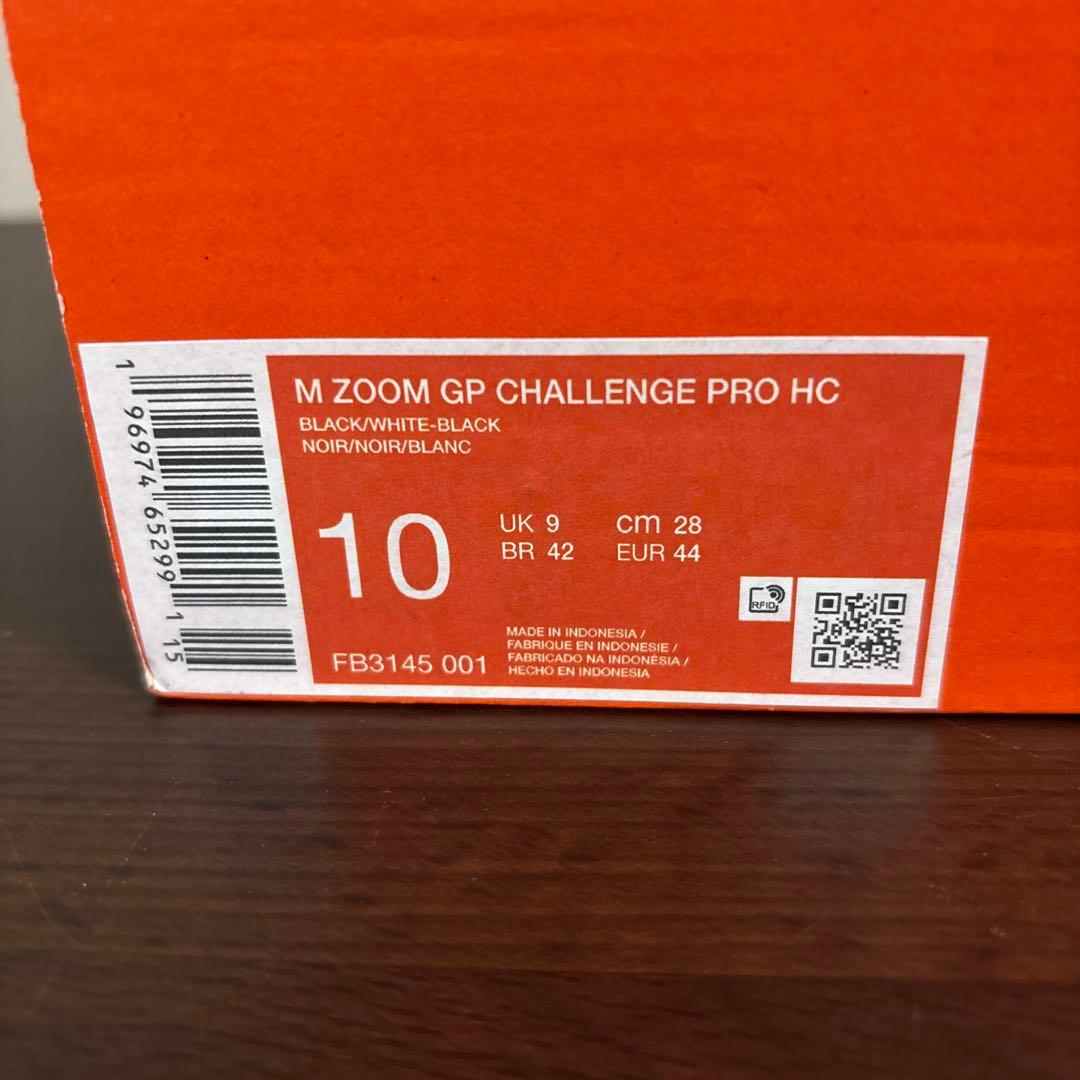 M ZOOM GP CHALLENGE PRO HC
BLACK/WHITE-BLACK
NOIR/NOIR/BLANC
10
UK 9
cm 28
BR 42
EUR 44
RFID
MADE IN INDONESIA /
FABRIQUE EN INDONESIE /
FABRICADO NA INDONÉSIA /
HECHO EN INDONESIA
FB3145 001
1 96974 65299 1 15